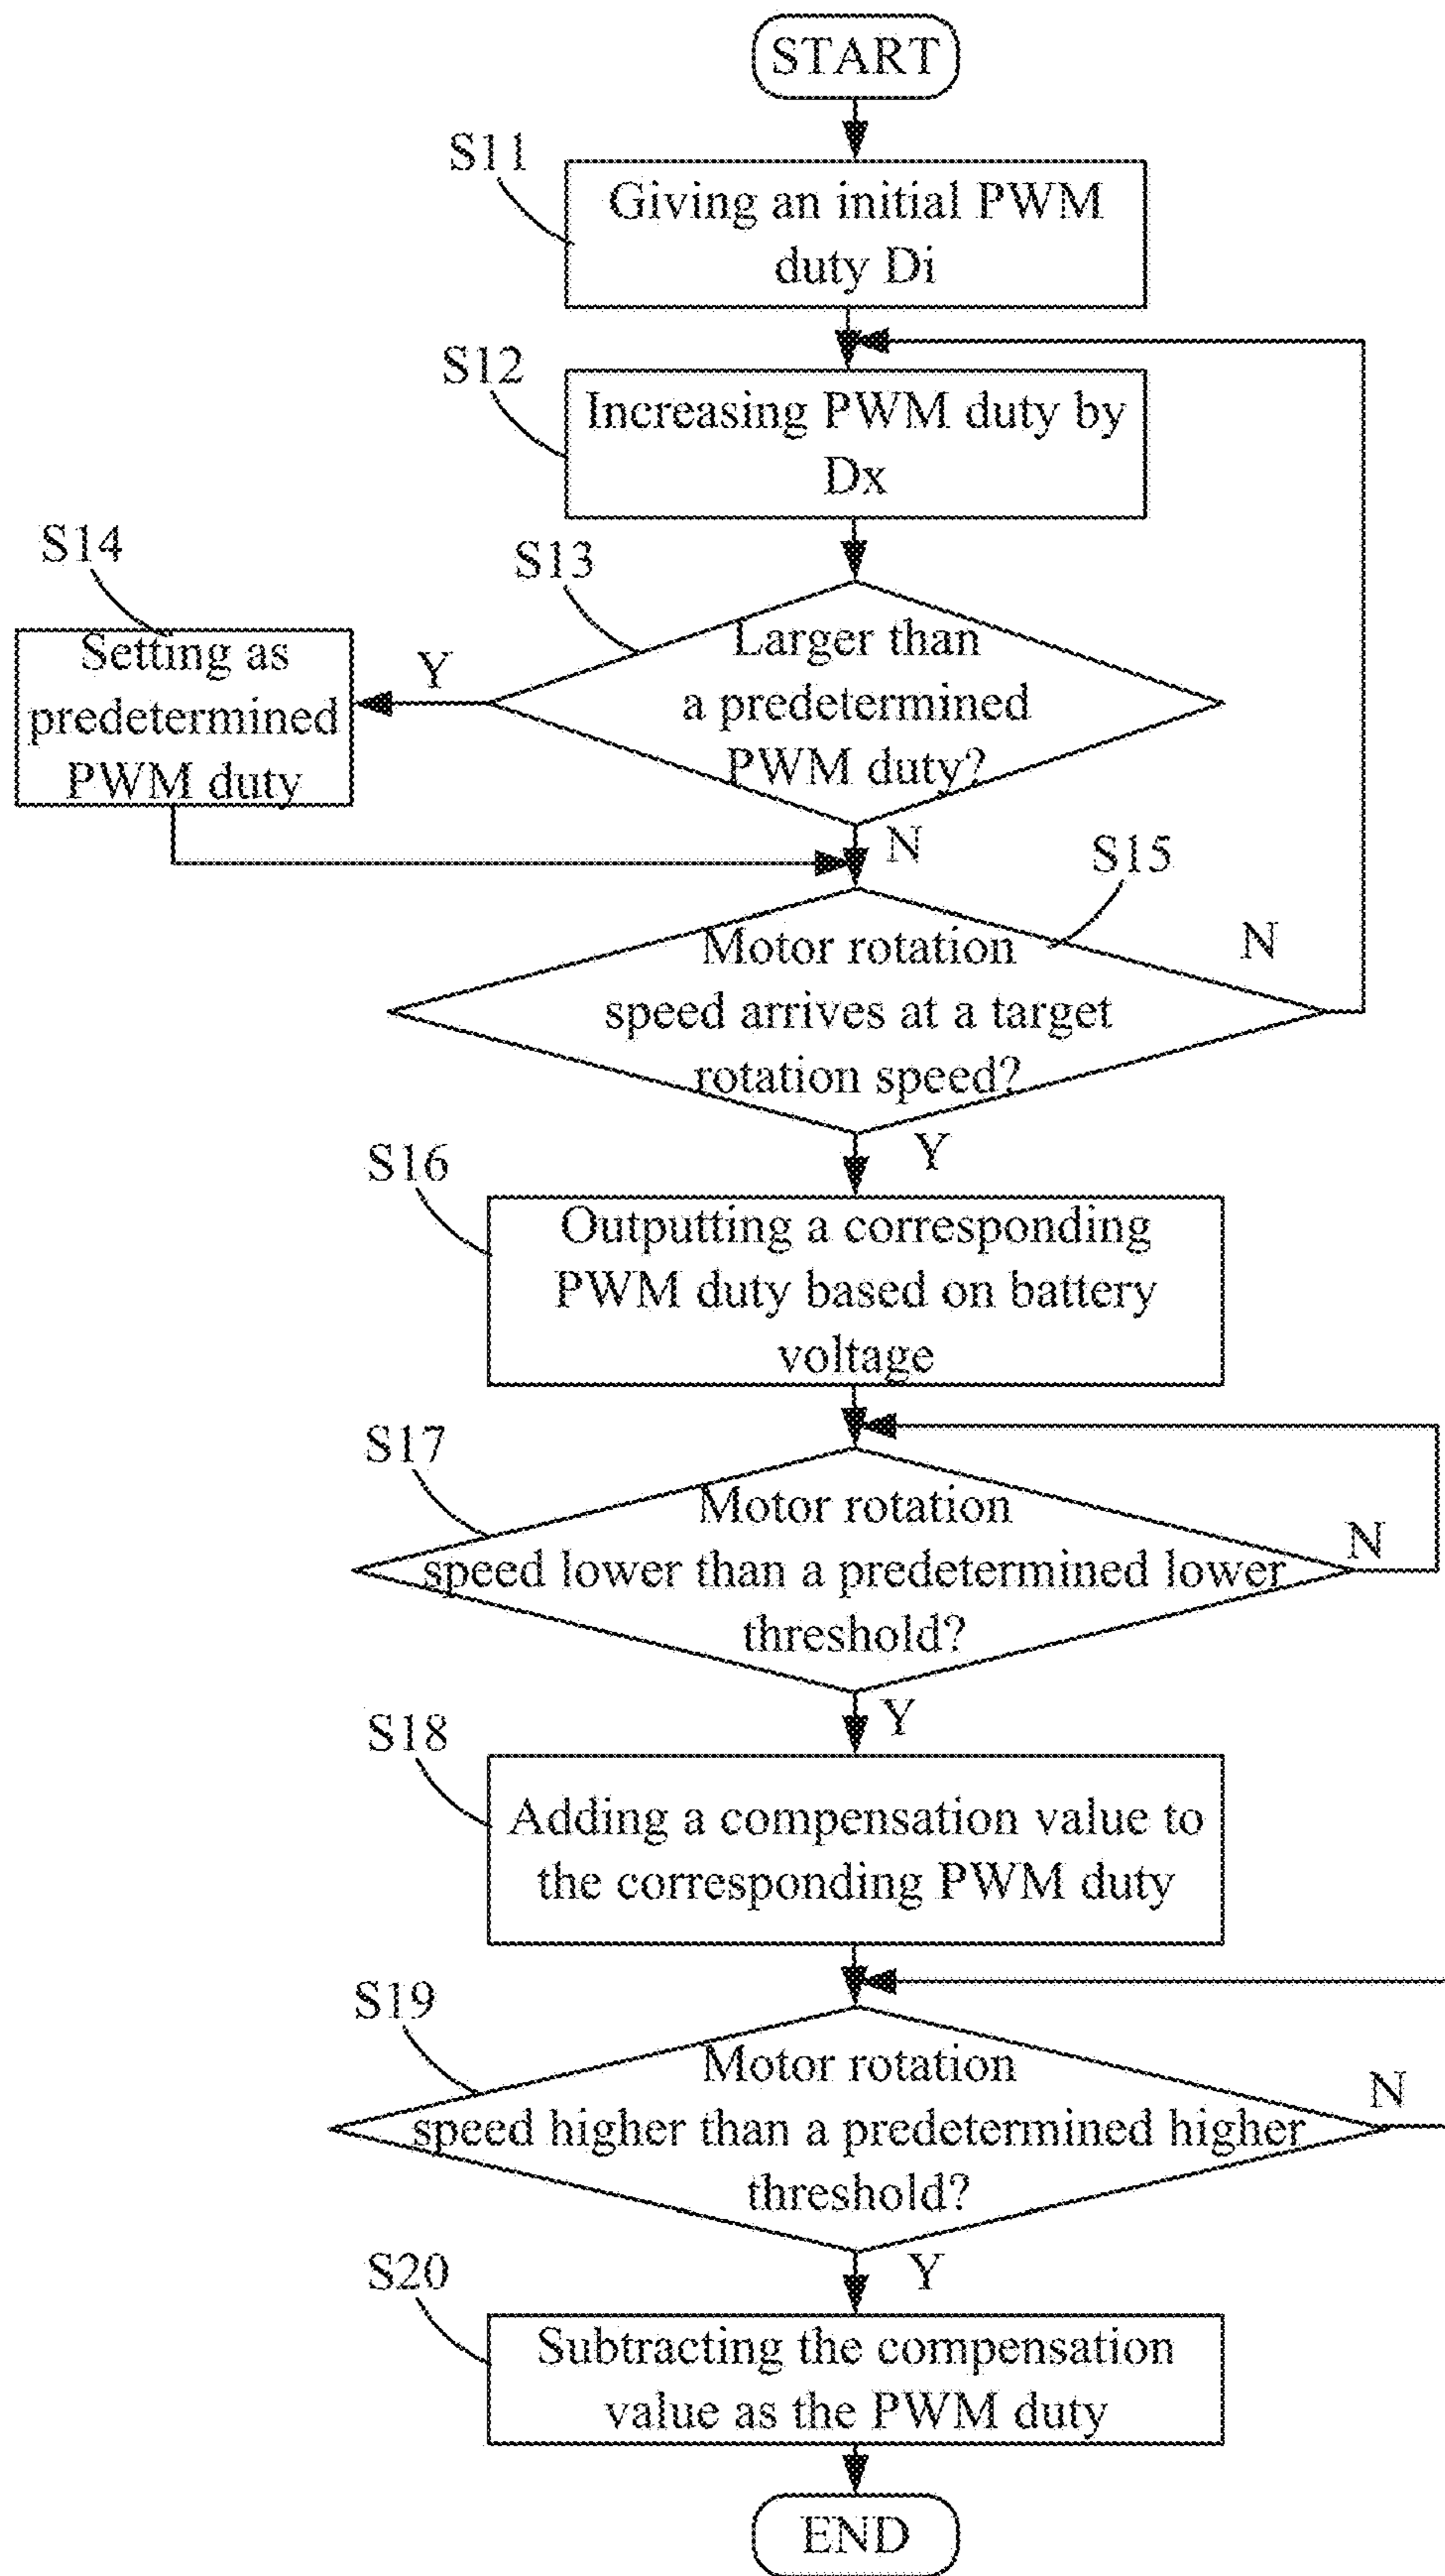 START
S11
Giving an initial PWM
duty Di
S12
Increasing PWM duty by
Dx
S14
S13
Setting as
predetermined
PWM duty
Y
Larger than
a predetermined
PWM duty?
N
S15
Motor rotation
speed arrives at a target
rotation speed?
N
Y
S16
Outputting a corresponding
PWM duty based on battery
voltage
S17
Motor rotation
speed lower than a predetermined lower
threshold?
N
Y
S18
Adding a compensation value to
the corresponding PWM duty
S19
Motor rotation
speed higher than a predetermined higher
threshold?
N
Y
S20
Subtracting the compensation
value as the PWM duty
END